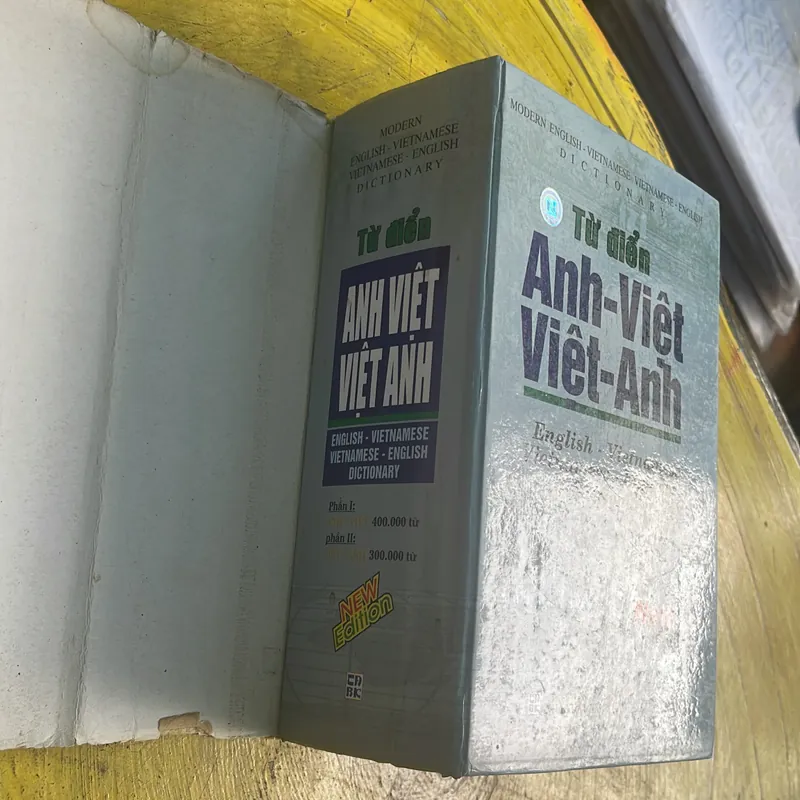 MODERN
ENGLISH - VIETNAMESE
VIETNAMESE - ENGLISH
DICTIONARY
Từ điển
ANH VIỆT
VIỆT ANH
ENGLISH - VIETNAMESE
VIETNAMESE - ENGLISH
DICTIONARY
Phần I:
400.000 từ
phần II:
300.000 từ
NEW
Edition
MODERN ENGLISH - VIETNAMESE, VIETNAMESE - ENGLISH
DICTIONARY
Từ điển
Anh-Việt
Việt-Anh
English -